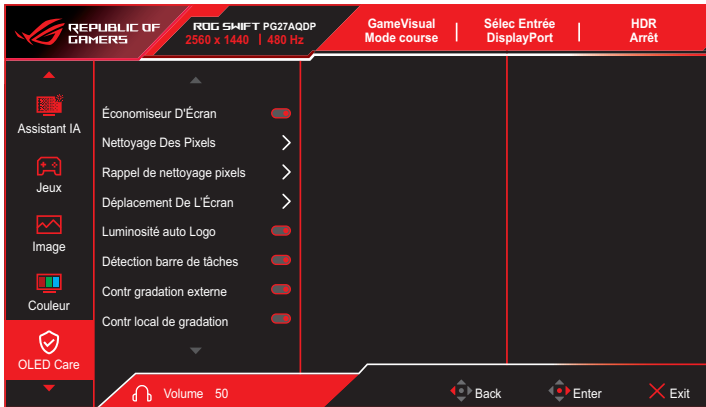 REPUBLIC OF
GAMERS
ROG SWIFT PG27AQDP
2560 x 1440 | 480 Hz
GameVisual
Mode course
Sélec Entrée
DisplayPort
HDR
Arrêt
Assistant IA
Jeux
Image
Couleur
OLED Care
Économiseur D'Écran
Nettoyage Des Pixels
Rappel de nettoyage pixels
Déplacement De L'Écran
Luminosité auto Logo
Détection barre de tâches
Contr gradation externe
Contr local de gradation
Volume 50
Back
Enter
Exit